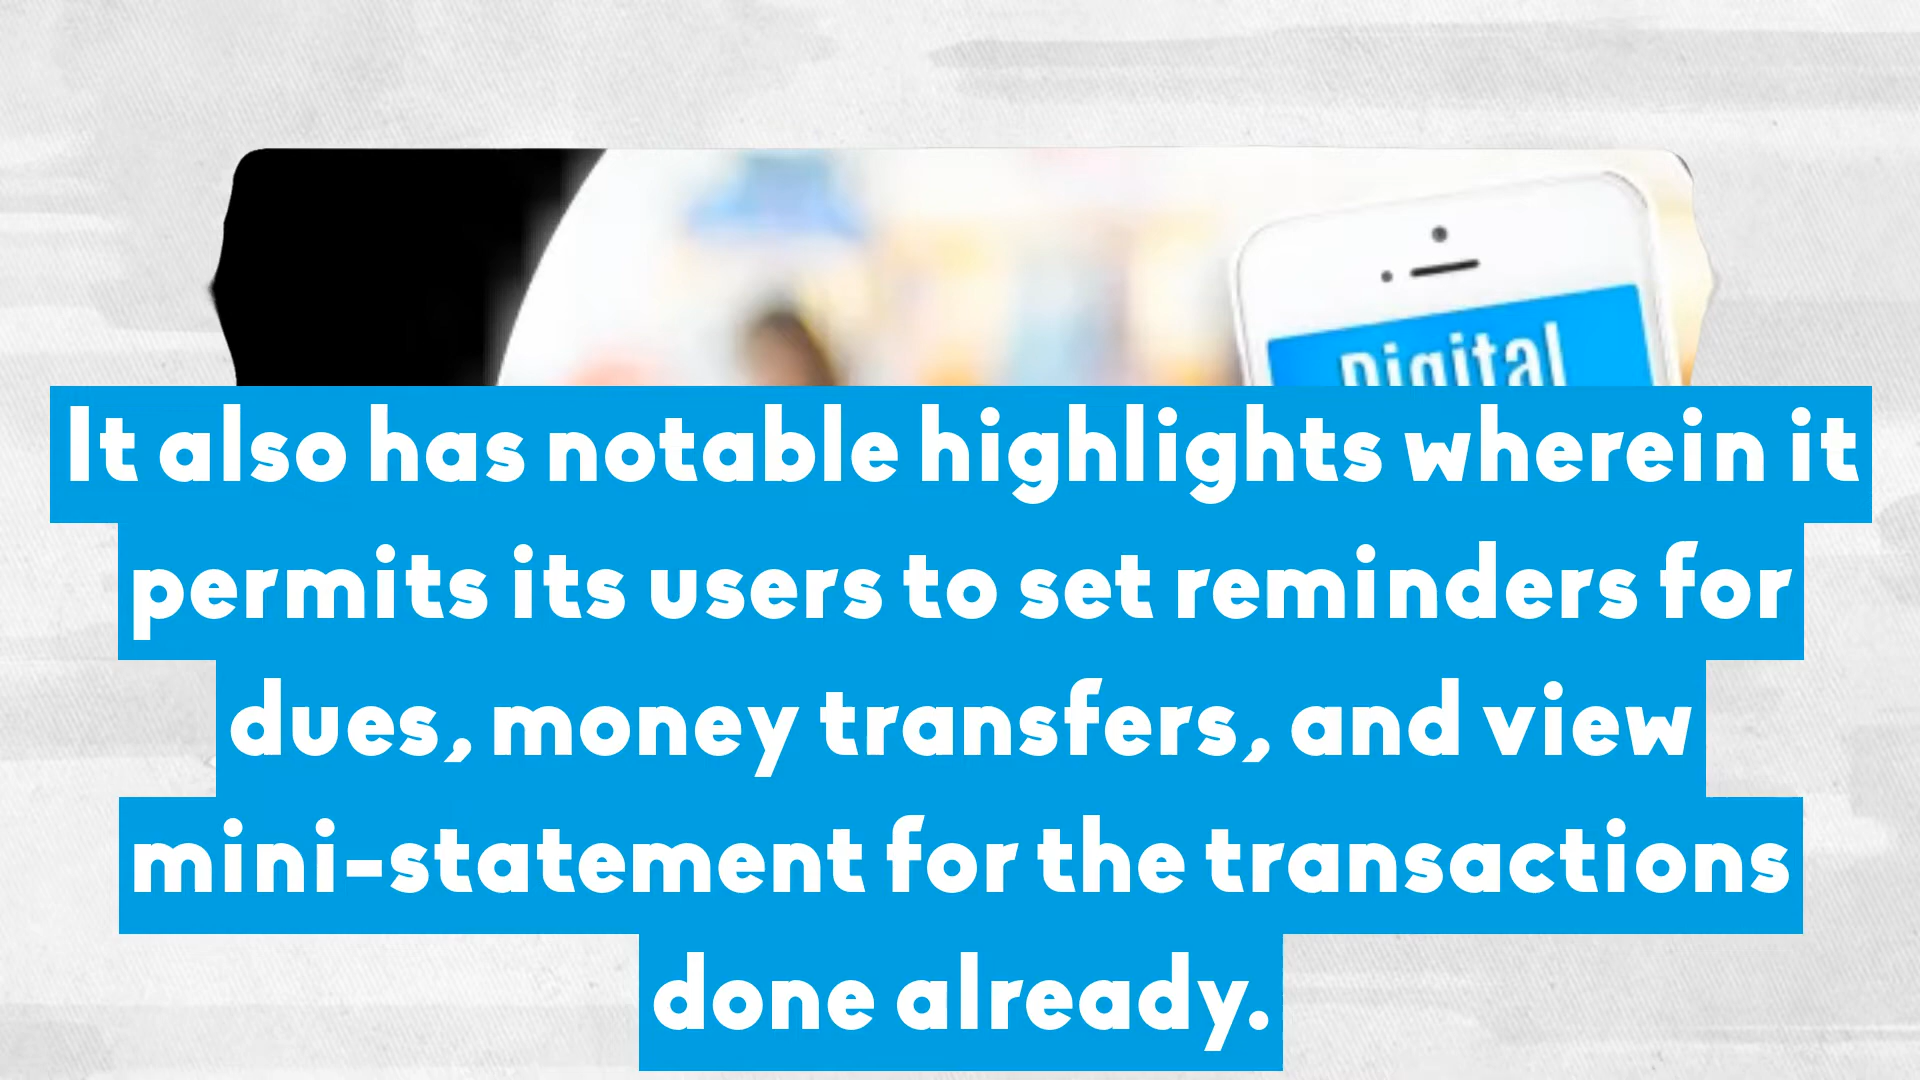 Digital
It also has notable highlights wherein it
permits its users to set reminders for
dues, money transfers, and view
mini-statement for the transactions
done already.